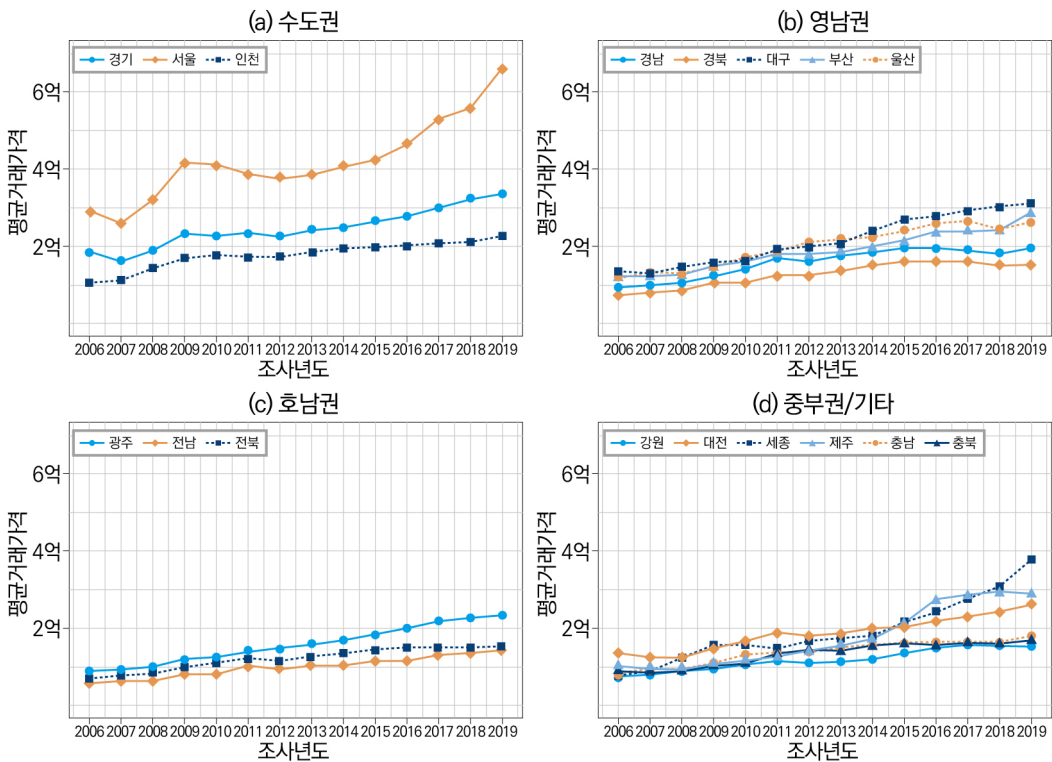 (a) 수도권
경기 서울 인천
6억
4억
2억
평균거래가격
2006 2007 2008 2009 2010 2011 2012 2013 2014 2015 2016 2017 2018 2019
조사년도
(b) 영남권
경남 경북 대구 부산 울산
6억
4억
2억
평균거래가격
2006 2007 2008 2009 2010 2011 2012 2013 2014 2015 2016 2017 2018 2019
조사년도
(c) 호남권
광주 전남 전북
6억
4억
2억
평균거래가격
2006 2007 2008 2009 2010 2011 2012 2013 2014 2015 2016 2017 2018 2019
조사년도
(d) 중부권/기타
강원 대전 세종 제주 충남 충북
6억
4억
2억
평균거래가격
2006 2007 2008 2009 2010 2011 2012 2013 2014 2015 2016 2017 2018 2019
조사년도